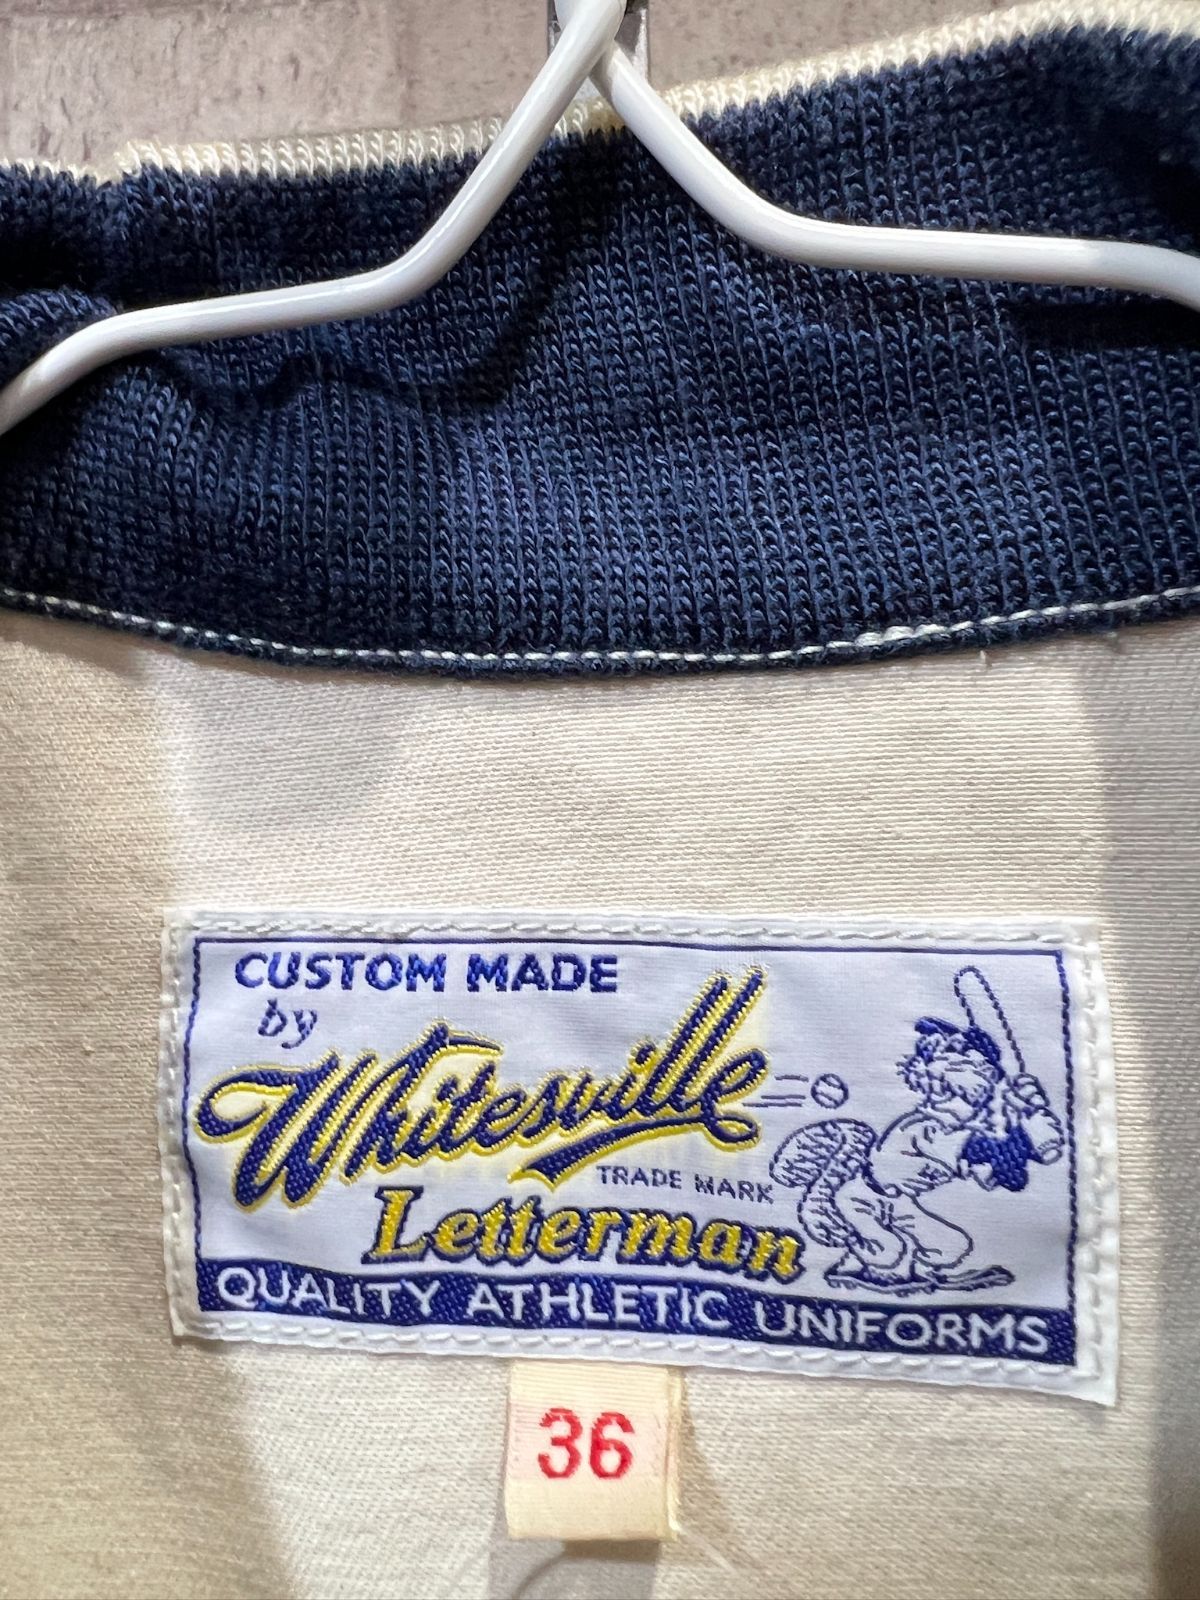 CUSTOM MADE
by
Whitesville
TRADE MARK
Letterman
QUALITY ATHLETIC UNIFORMS
36